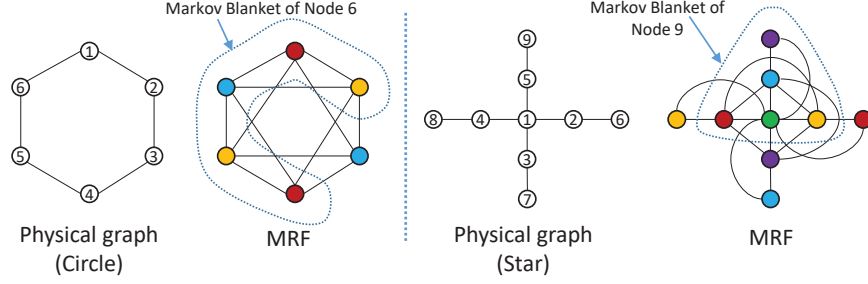 Markov Blanket of Node 6
Markov Blanket of
Node 9
1
2
3
4
5
6
9
5
8 4 1 2 6
3
7
Physical graph
(Circle)
MRF
Physical graph
(Star)
MRF